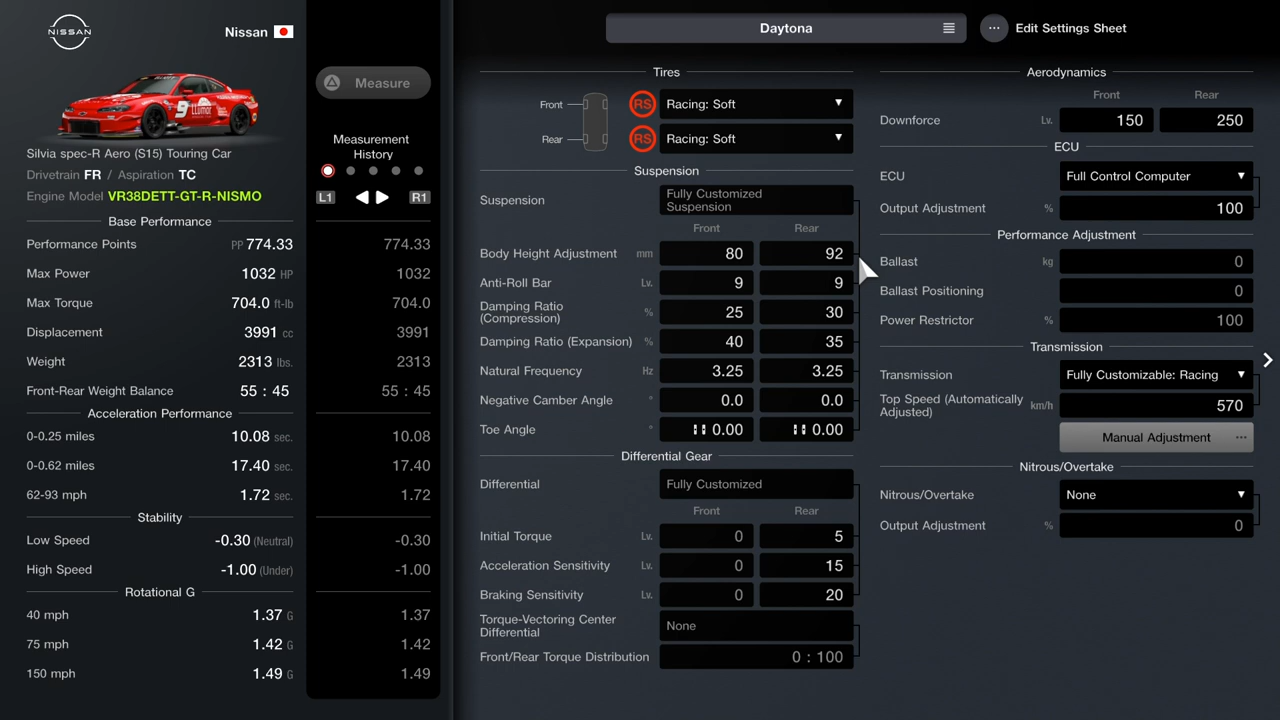 NISSAN
Nissan
Silvia spec-R Aero (S15) Touring Car
Drivetrain FR / Aspiration TC
Engine Model VR38DETT-GT-R-NISMO
Base Performance
Performance Points PP 774.33
Max Power 1032 HP
Max Torque 704.0 ft-lb
Displacement 3991 cc
Weight 2313 lbs.
Front-Rear Weight Balance 55 : 45
Acceleration Performance
0-0.25 miles 10.08 sec.
0-0.62 miles 17.40 sec.
62-93 mph 1.72 sec.
Stability
Low Speed -0.30 (Neutral)
High Speed -1.00 (Under)
Rotational G
40 mph 1.37 G
75 mph 1.42 G
150 mph 1.49 G
Measure
Measurement
History
L1 R1
774.33
1032
704.0
3991
2313
55 : 45
10.08
17.40
1.72
-0.30
-1.00
1.37
1.42
1.49
Daytona
Edit Settings Sheet
Tires
Front RS Racing: Soft
Rear RS Racing: Soft
Suspension
Suspension Fully Customized
Suspension
Front Rear
Body Height Adjustment mm 80 92
Anti-Roll Bar Lv. 9 9
Damping Ratio
(Compression) % 25 30
Damping Ratio (Expansion) % 40 35
Natural Frequency Hz 3.25 3.25
Negative Camber Angle ° 0.0 0.0
Toe Angle ° 0.00 0.00
Differential Gear
Differential Fully Customized
Front Rear
Initial Torque Lv. 0 5
Acceleration Sensitivity Lv. 0 15
Braking Sensitivity Lv. 0 20
Torque-Vectoring Center
Differential None
Front/Rear Torque Distribution 0 : 100
Aerodynamics
Front Rear
Downforce Lv. 150 250
ECU
ECU Full Control Computer
Output Adjustment % 100
Performance Adjustment
Ballast kg 0
Ballast Positioning 0
Power Restrictor % 100
Transmission
Transmission Fully Customizable: Racing
Top Speed (Automatically
Adjusted) km/h 570
Manual Adjustment
Nitrous/Overtake
Nitrous/Overtake None
Output Adjustment % 0